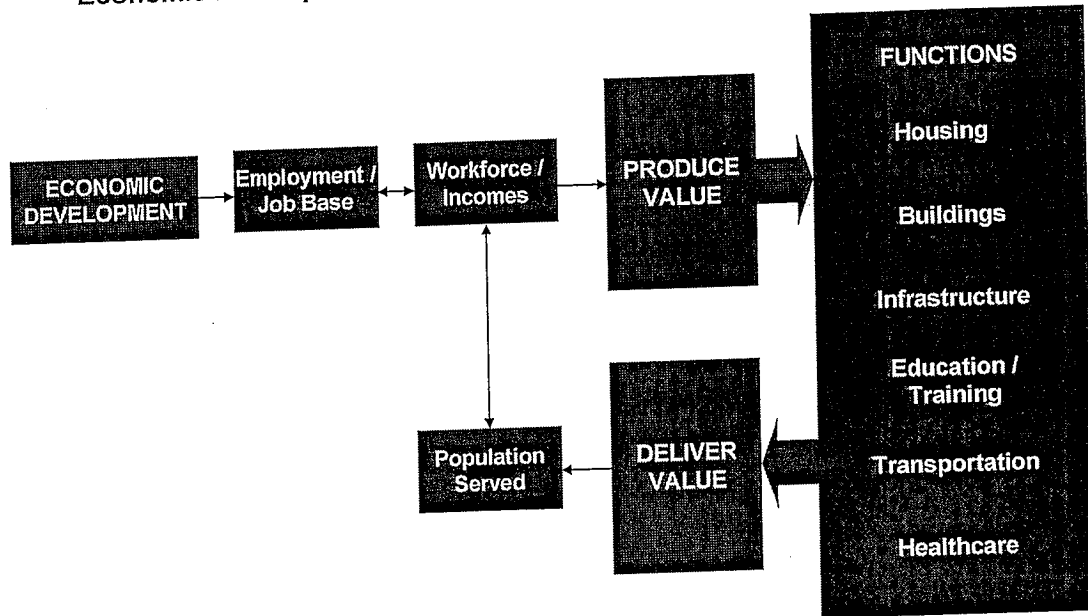 ECONOMIC
DEVELOPMENT
Employment /
Job Base
Workforce /
Incomes
PRODUCE
VALUE
FUNCTIONS
Housing
Buildings
Infrastructure
Education /
Training
Transportation
Healthcare
DELIVER
VALUE
Population
Served